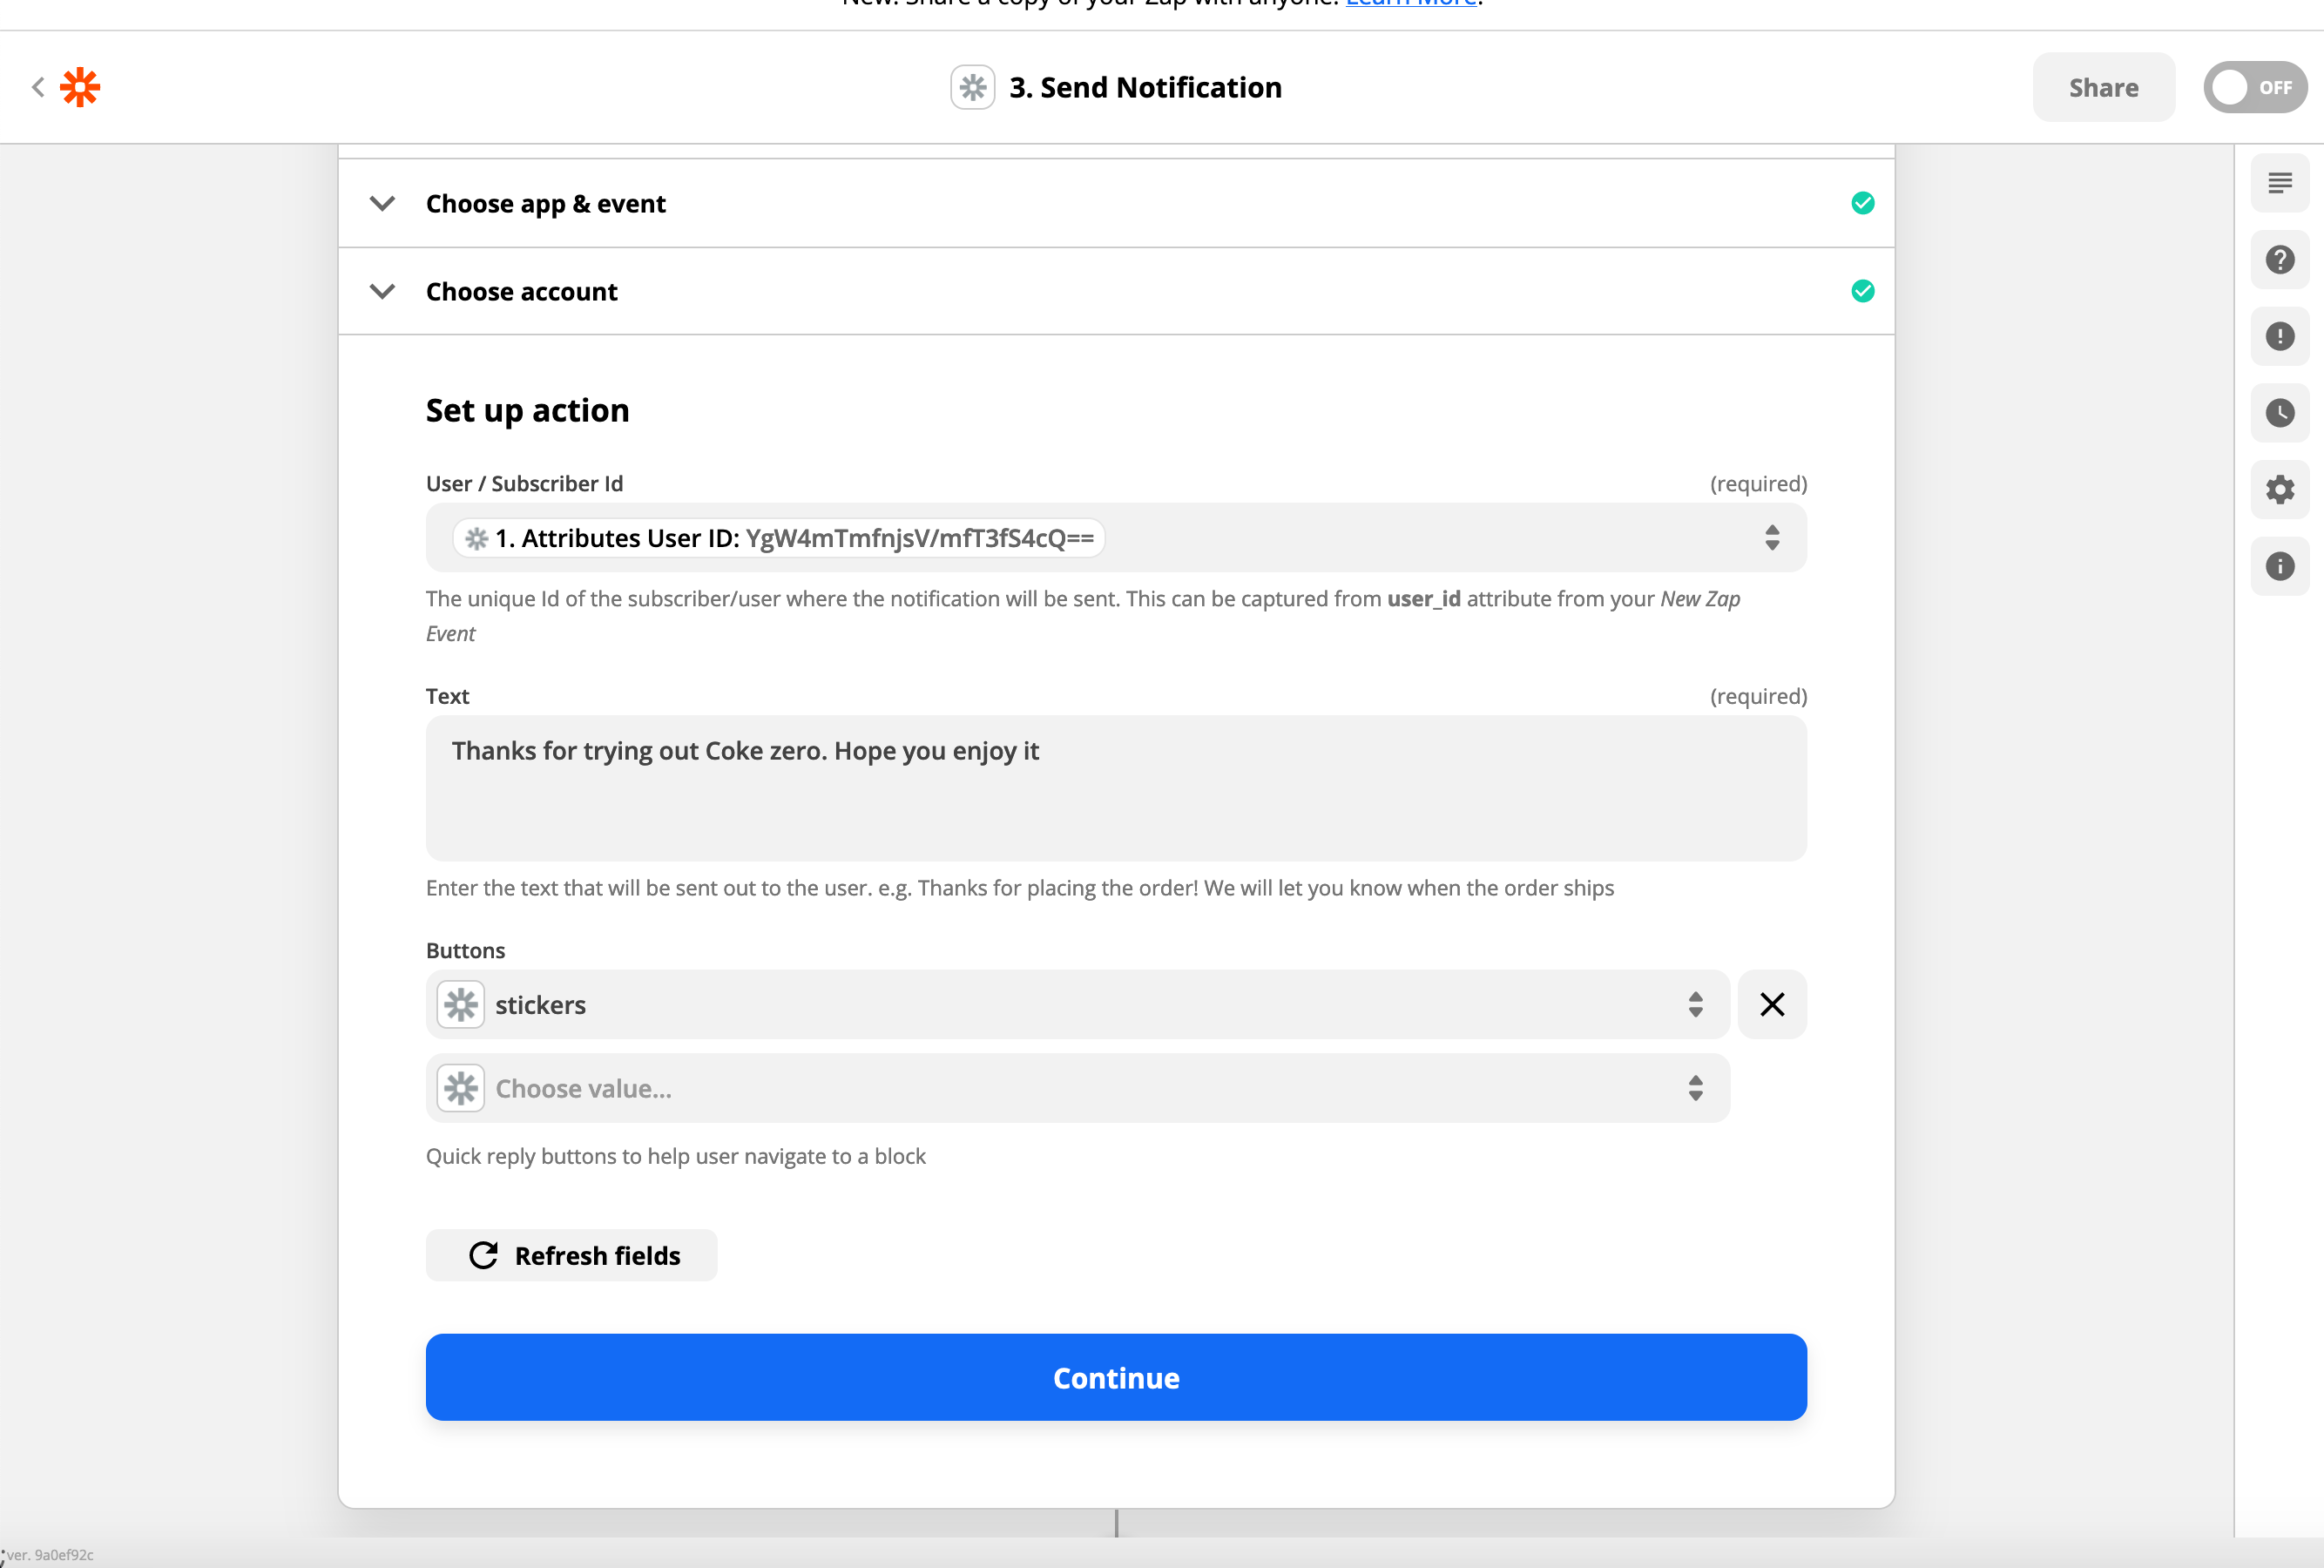 New: Share a copy of your Zap with anyone. Learn More.
3. Send Notification
Share
OFF
Choose app & event
Choose account
Set up action
User / Subscriber Id
(required)
1. Attributes User ID: YgW4mTmfnjsV/mfT3fS4cQ==
The unique Id of the subscriber/user where the notification will be sent. This can be captured from user_id attribute from your New Zap
Event
Text
(required)
Thanks for trying out Coke zero. Hope you enjoy it
Enter the text that will be sent out to the user. e.g. Thanks for placing the order! We will let you know when the order ships
Buttons
stickers
Choose value...
Quick reply buttons to help user navigate to a block
Refresh fields
Continue
ver. 9a0ef92c